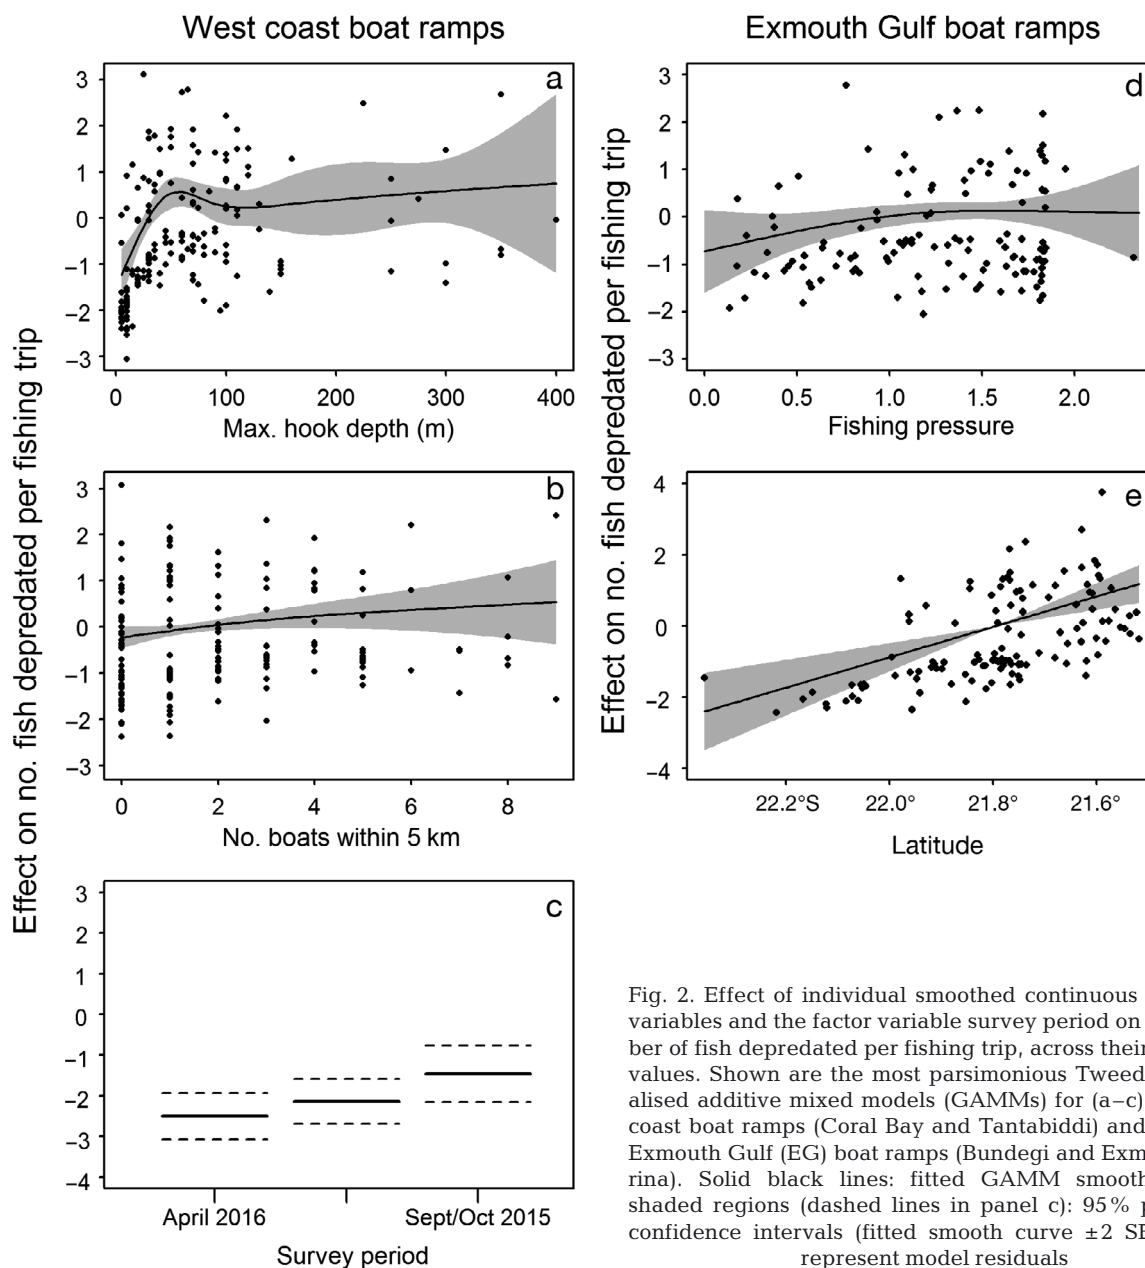 West coast boat ramps
Exmouth Gulf boat ramps
Effect on no. fish depredated per fishing trip
a
3
2
1
0
−1
−2
−3
0 100 200 300 400
Max. hook depth (m)
b
3
2
1
0
−1
−2
−3
0 2 4 6 8
No. boats within 5 km
c
3
2
1
0
−1
−2
−3
−4
April 2016 Sept/Oct 2015
Survey period
Effect on no. fish depredated per fishing trip
d
3
2
1
0
−1
−2
−3
0.0 0.5 1.0 1.5 2.0
Fishing pressure
e
4
2
0
−2
−4
22.2°S 22.0° 21.8° 21.6°
Latitude
Fig. 2. Effect of individual smoothed continuous
variables and the factor variable survey period on
ber of fish depredated per fishing trip, across their
values. Shown are the most parsimonious Tweed
alised additive mixed models (GAMMs) for (a–c)
coast boat ramps (Coral Bay and Tantabiddi) and
Exmouth Gulf (EG) boat ramps (Bundegi and Exm
rina). Solid black lines: fitted GAMM smooth
shaded regions (dashed lines in panel c): 95% p
confidence intervals (fitted smooth curve ±2 SE
represent model residuals